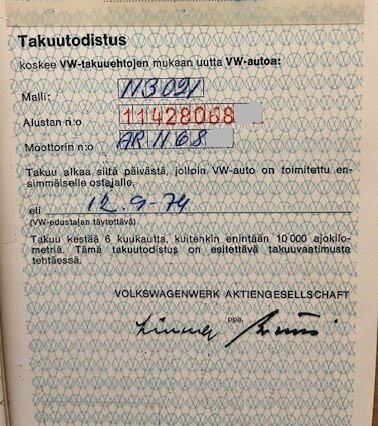 Takuutodistus
koskee VW-takuuehtojen mukaan uutta VW-autoa:
Malli: 113 021
Alustan n:o 11428068
Moottorin n:o AR 1168
Takuu alkaa siitä päivästä, jolloin VW-auto on toimitettu en-
simmäiselle ostajalle,
eli 12.9-74
(VW-edustajan täytettävä)
Takuu kestää 6 kuukautta, kuitenkin enintään 10 000 ajokilo-
metriä. Tämä takuutodistus on esitettävä takuuvaatimusta
tehtäessä.
VOLKSWAGENWERK AKTIENGESELLSCHAFT
ppa.